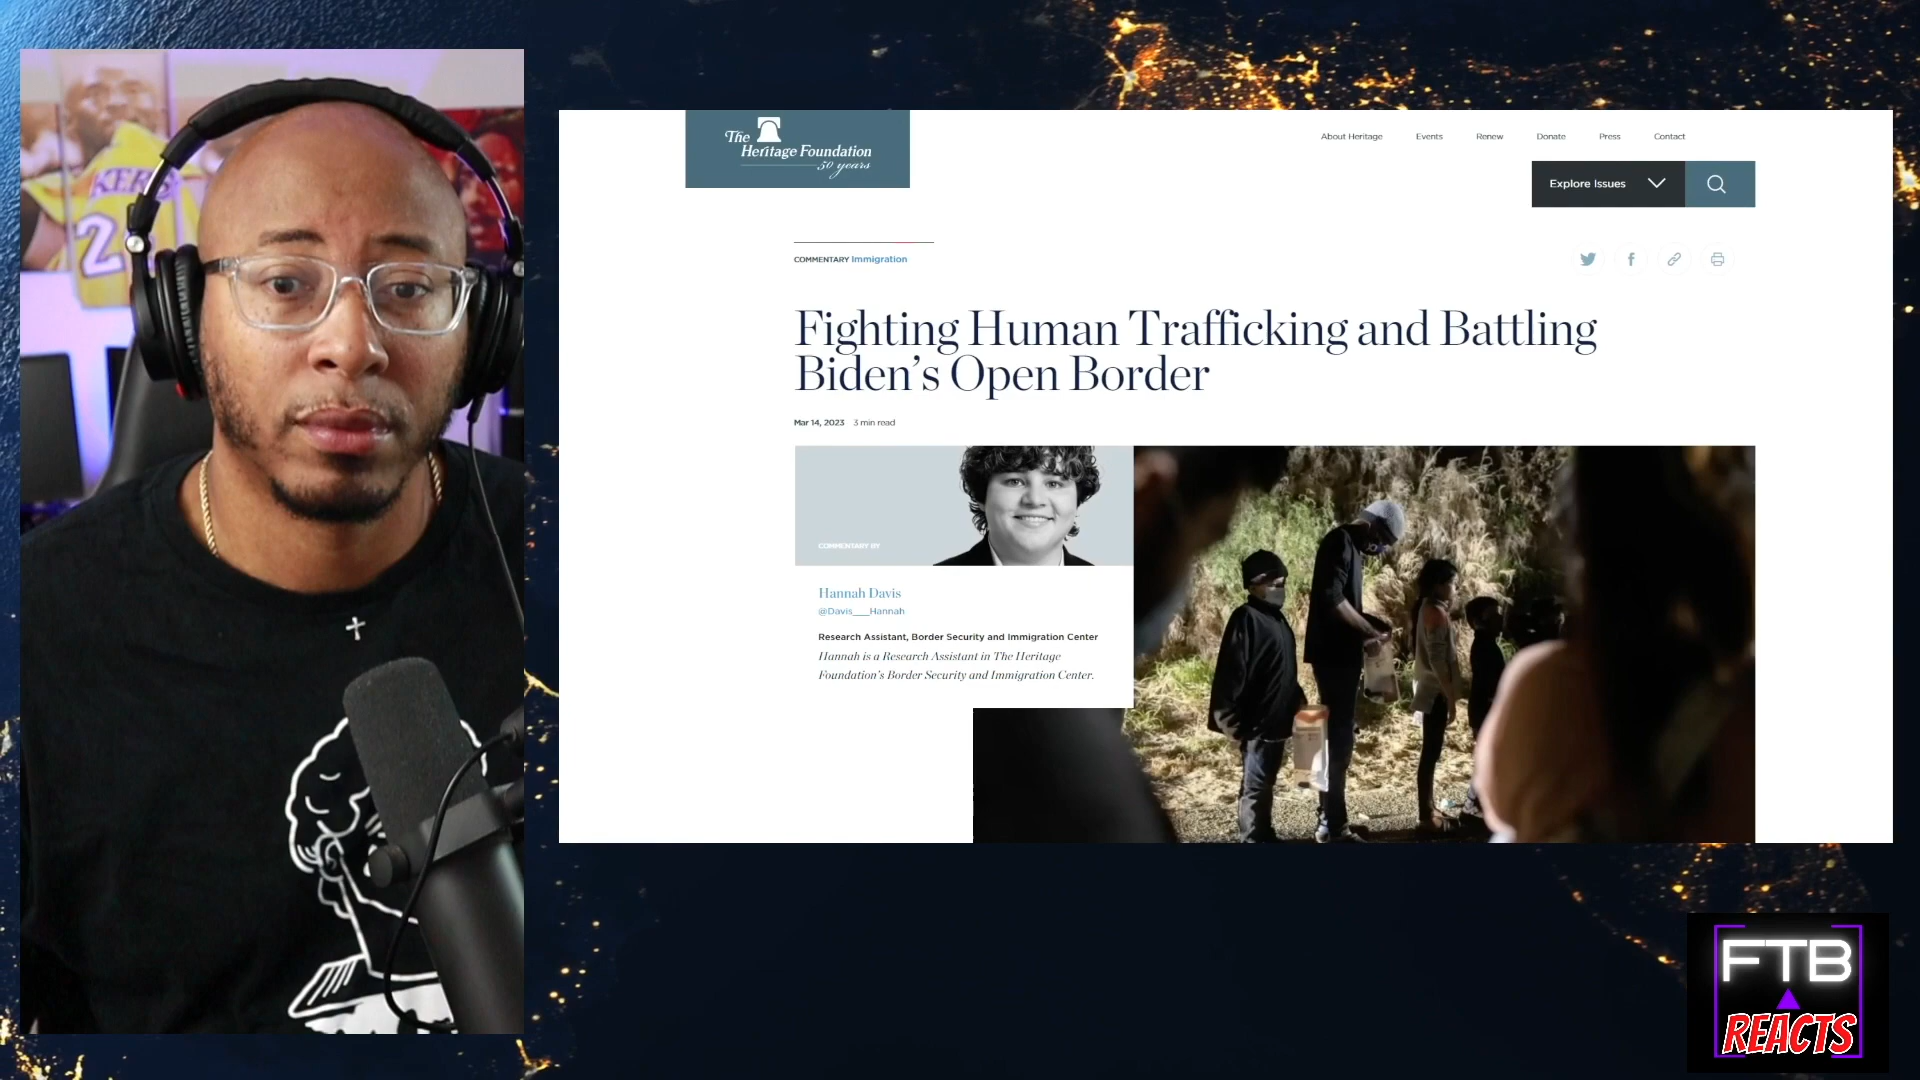 KERS
2
The
Heritage Foundation
50 years
About Heritage
Events
Renew
Donate
Press
Contact
Explore Issues
COMMENTARY Immigration
Fighting Human Trafficking and Battling
Biden's Open Border
Mar 14, 2023 3 min read
COMMENTARY BY
Hannah Davis
@Davis___Hannah
Research Assistant, Border Security and Immigration Center
Hannah is a Research Assistant in The Heritage
Foundation's Border Security and Immigration Center.
FTB
REACTS